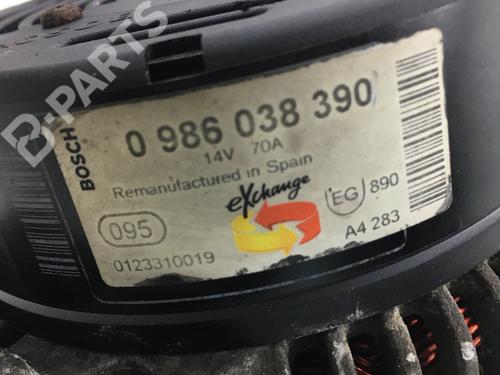 B-PARTS
BOSCH
0 986 038 390
14V 70A
Remanufactured in Spain
eXchange
095
EG 890
0123310019
A4 283